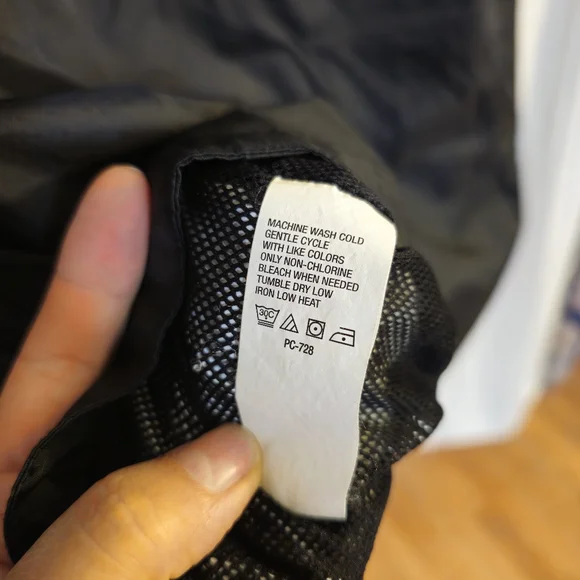 MACHINE WASH COLD
GENTLE CYCLE
WITH LIKE COLORS
ONLY NON-CHLORINE
BLEACH WHEN NEEDED
TUMBLE DRY LOW
IRON LOW HEAT
30C
PC-728